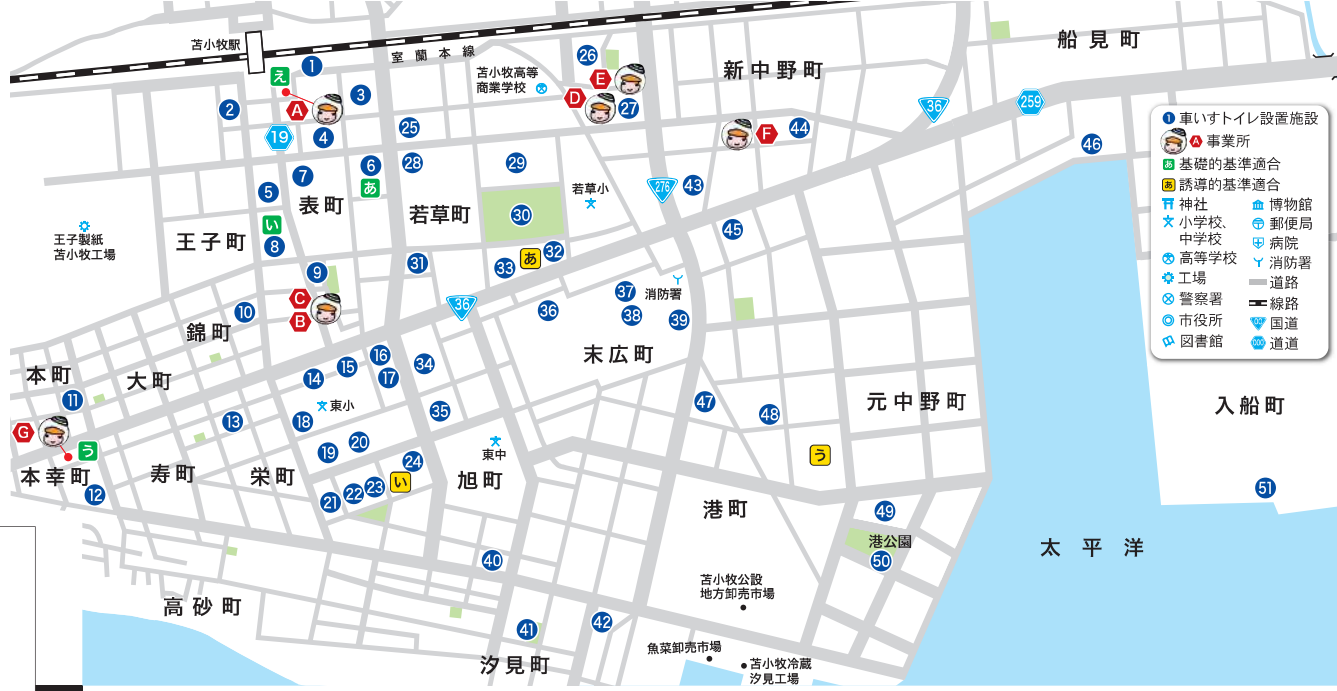 苫小牧駅
室蘭本線
船見町
新中野町
苫小牧高等
商業学校
え
1
2
3
4
A
19
25
26
E
D
27
F
44
36
259
46
5
6
7
あ
28
29
276
43
表町
若草町
若草小
30
王子町
い
8
王子製紙
苫小牧工場
9
31
33
あ
32
45
消防署
36
37
38
39
36
C
B
10
錦町
末広町
本町
大町
11
G
う
本幸町
12
13
14
15
16
17
34
東小
18
19
20
35
寿町
栄町
21
22
23
24
い
東中
旭町
47
48
元中野町
う
港町
49
港公園
50
入船町
51
太平洋
40
高砂町
41
42
汐見町
苫小牧公設
地方卸売市場
魚菜卸売市場
苫小牧冷蔵
汐見工場
1 車いすトイレ設置施設
A 事業所
あ 基礎的基準適合
あ 誘導的基準適合
神社
小学校、
中学校
高等学校
工場
警察署
市役所
図書館
博物館
郵便局
病院
消防署
道路
線路
国道
道道